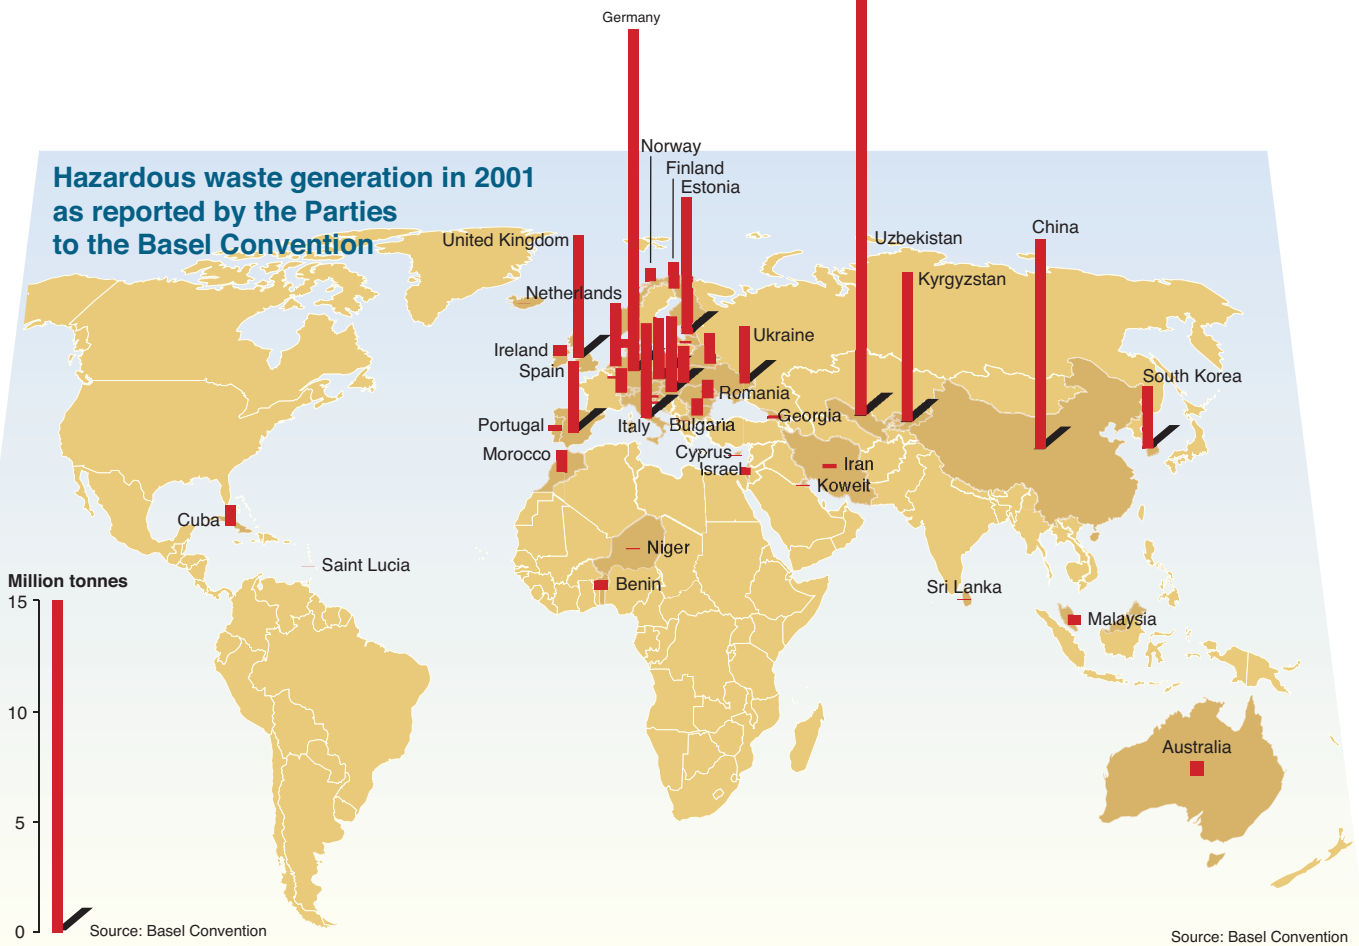 Germany
Norway
Finland
Estonia
Hazardous waste generation in 2001
as reported by the Parties
to the Basel Convention
United Kingdom
Uzbekistan
China
Kyrgyzstan
Netherlands
Ukraine
Ireland
Spain
South Korea
Romania
Georgia
Portugal
Italy
Bulgaria
Morocco
Cyprus
Israel
Iran
Koweit
Cuba
Niger
Saint Lucia
Benin
Sri Lanka
Malaysia
Australia
Million tonnes
15
10
5
0
Source: Basel Convention
Source: Basel Convention